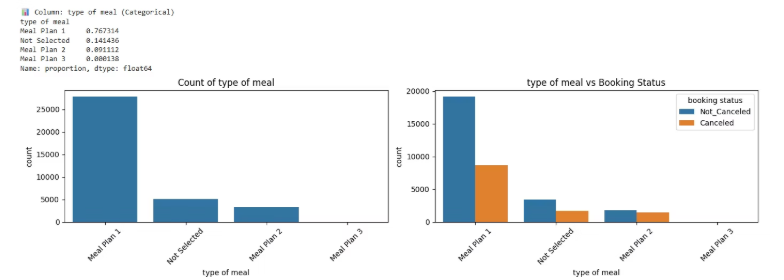 📊 Column: type of meal (Categorical)
type of meal
Meal Plan 1 0.767314
Not Selected 0.141436
Meal Plan 2 0.091112
Meal Plan 3 0.000138
Name: proportion, dtype: float64
Count of type of meal
count
25000
20000
15000
10000
5000
0
Meal Plan 1
Not Selected
Meal Plan 2
Meal Plan 3
type of meal
type of meal vs Booking Status
count
20000
15000
10000
5000
0
booking status
Not_Canceled
Canceled
Meal Plan 1
Not Selected
Meal Plan 2
Meal Plan 3
type of meal